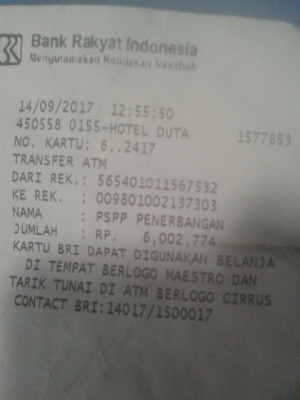 Bank Rakyat Indonesia
Mengutamakan Kepuasan Nasabah
14/09/2017 12:55:50
450558 0155-HOTEL DUTA 1577653
NO. KARTU: 6..2417
TRANSFER ATM
DARI REK.: 565401011567532
KE REK. : 009801002137303
NAMA : PSPP PENERBANGAN
JUMLAH : RP. 6,002,774
KARTU BRI DAPAT DIGUNAKAN BELANJA
DI TEMPAT BERLOGO MAESTRO DAN
TARIK TUNAI DI ATM BERLOGO CIRRUS
CONTACT BRI:14017/1500017